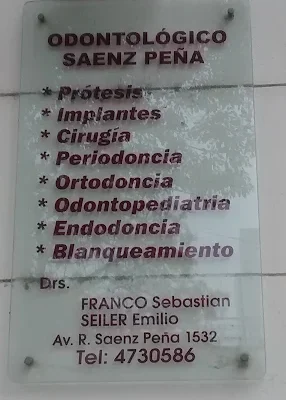 ODONTOLÓGICO
SAENZ PEÑA
* Prótesis
* Implantes
* Cirugía
* Periodoncia
* Ortodoncia
* Odontopediatria
* Endodoncia
* Blanqueamiento
Drs.
FRANCO Sebastian
SEILER Emilio
Av. R. Saenz Peña 1532
Tel: 4730586